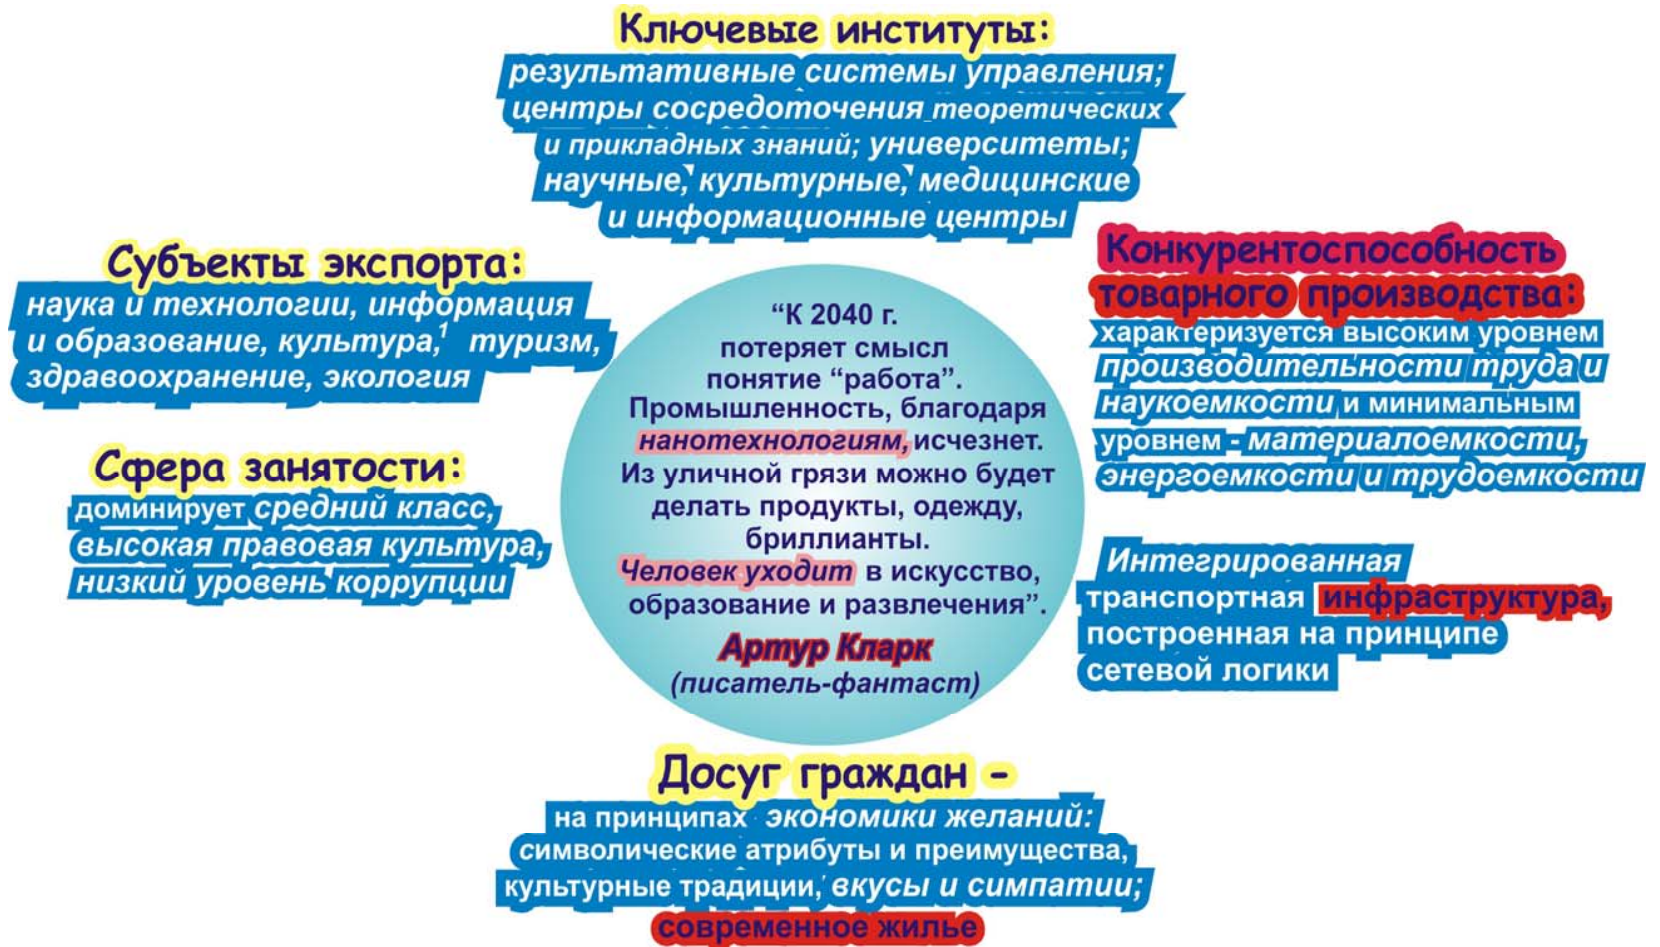 Ключевые институты:
результативные системы управления;
центры сосредоточения теоретических
и прикладных знаний; университеты;
научные, культурные, медицинские
и информационные центры
Субъекты экспорта:
наука и технологии, информация
и образование, культура,¹ туризм,
здравоохранение, экология
Сфера занятости:
доминирует средний класс,
высокая правовая культура,
низкий уровень коррупции
“К 2040 г.
потеряет смысл
понятие “работа”.
Промышленность, благодаря
нанотехнологиям, исчезнет.
Из уличной грязи можно будет
делать продукты, одежду,
бриллианты.
Человек уходит в искусство,
образование и развлечения”.
Артур Кларк
(писатель-фантаст)
Конкурентоспособность
товарного производства:
характеризуется высоким уровнем
производительности труда и
наукоемкости и минимальным
уровнем - материалоемкости,
энергоемкости и трудоемкости
Интегрированная
транспортная инфраструктура,
построенная на принципе
сетевой логики
Досуг граждан -
на принципах экономики желаний:
символические атрибуты и преимущества,
культурные традиции, вкусы и симпатии;
современное жилье